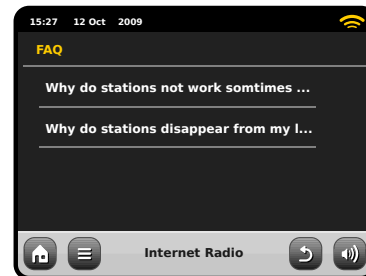 15:27 12 Oct 2009
FAQ
Why do stations not work somtimes ...
Why do stations disappear from my l...
Internet Radio